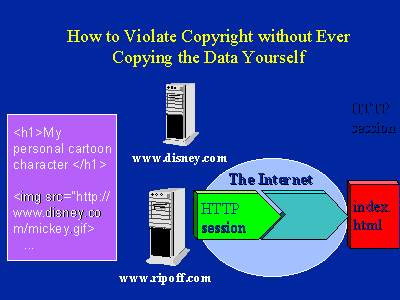 How to Violate Copyright without Ever
Copying the Data Yourself
HTTP
session
<h1>My
personal cartoon
character </h1>
<img src="http://
www.disney.co
m/mickey.gif>
...
www.disney.com
The Internet
HTTP
session
index.
html
www.ripoff.com